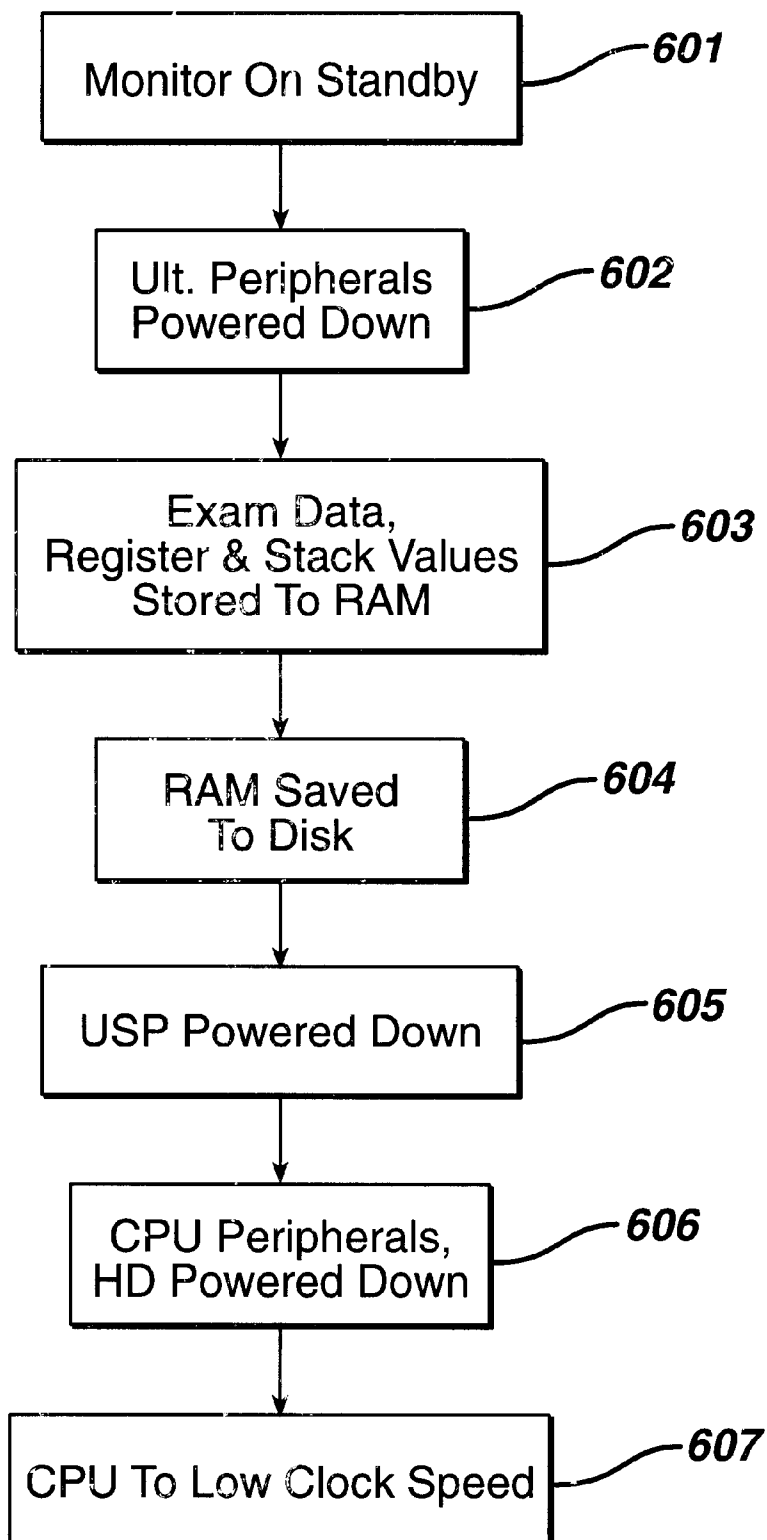 Monitor On Standby
601
Ult. Peripherals
Powered Down
602
Exam Data,
Register & Stack Values
Stored To RAM
603
RAM Saved
To Disk
604
USP Powered Down
605
CPU Peripherals,
HD Powered Down
606
CPU To Low Clock Speed
607